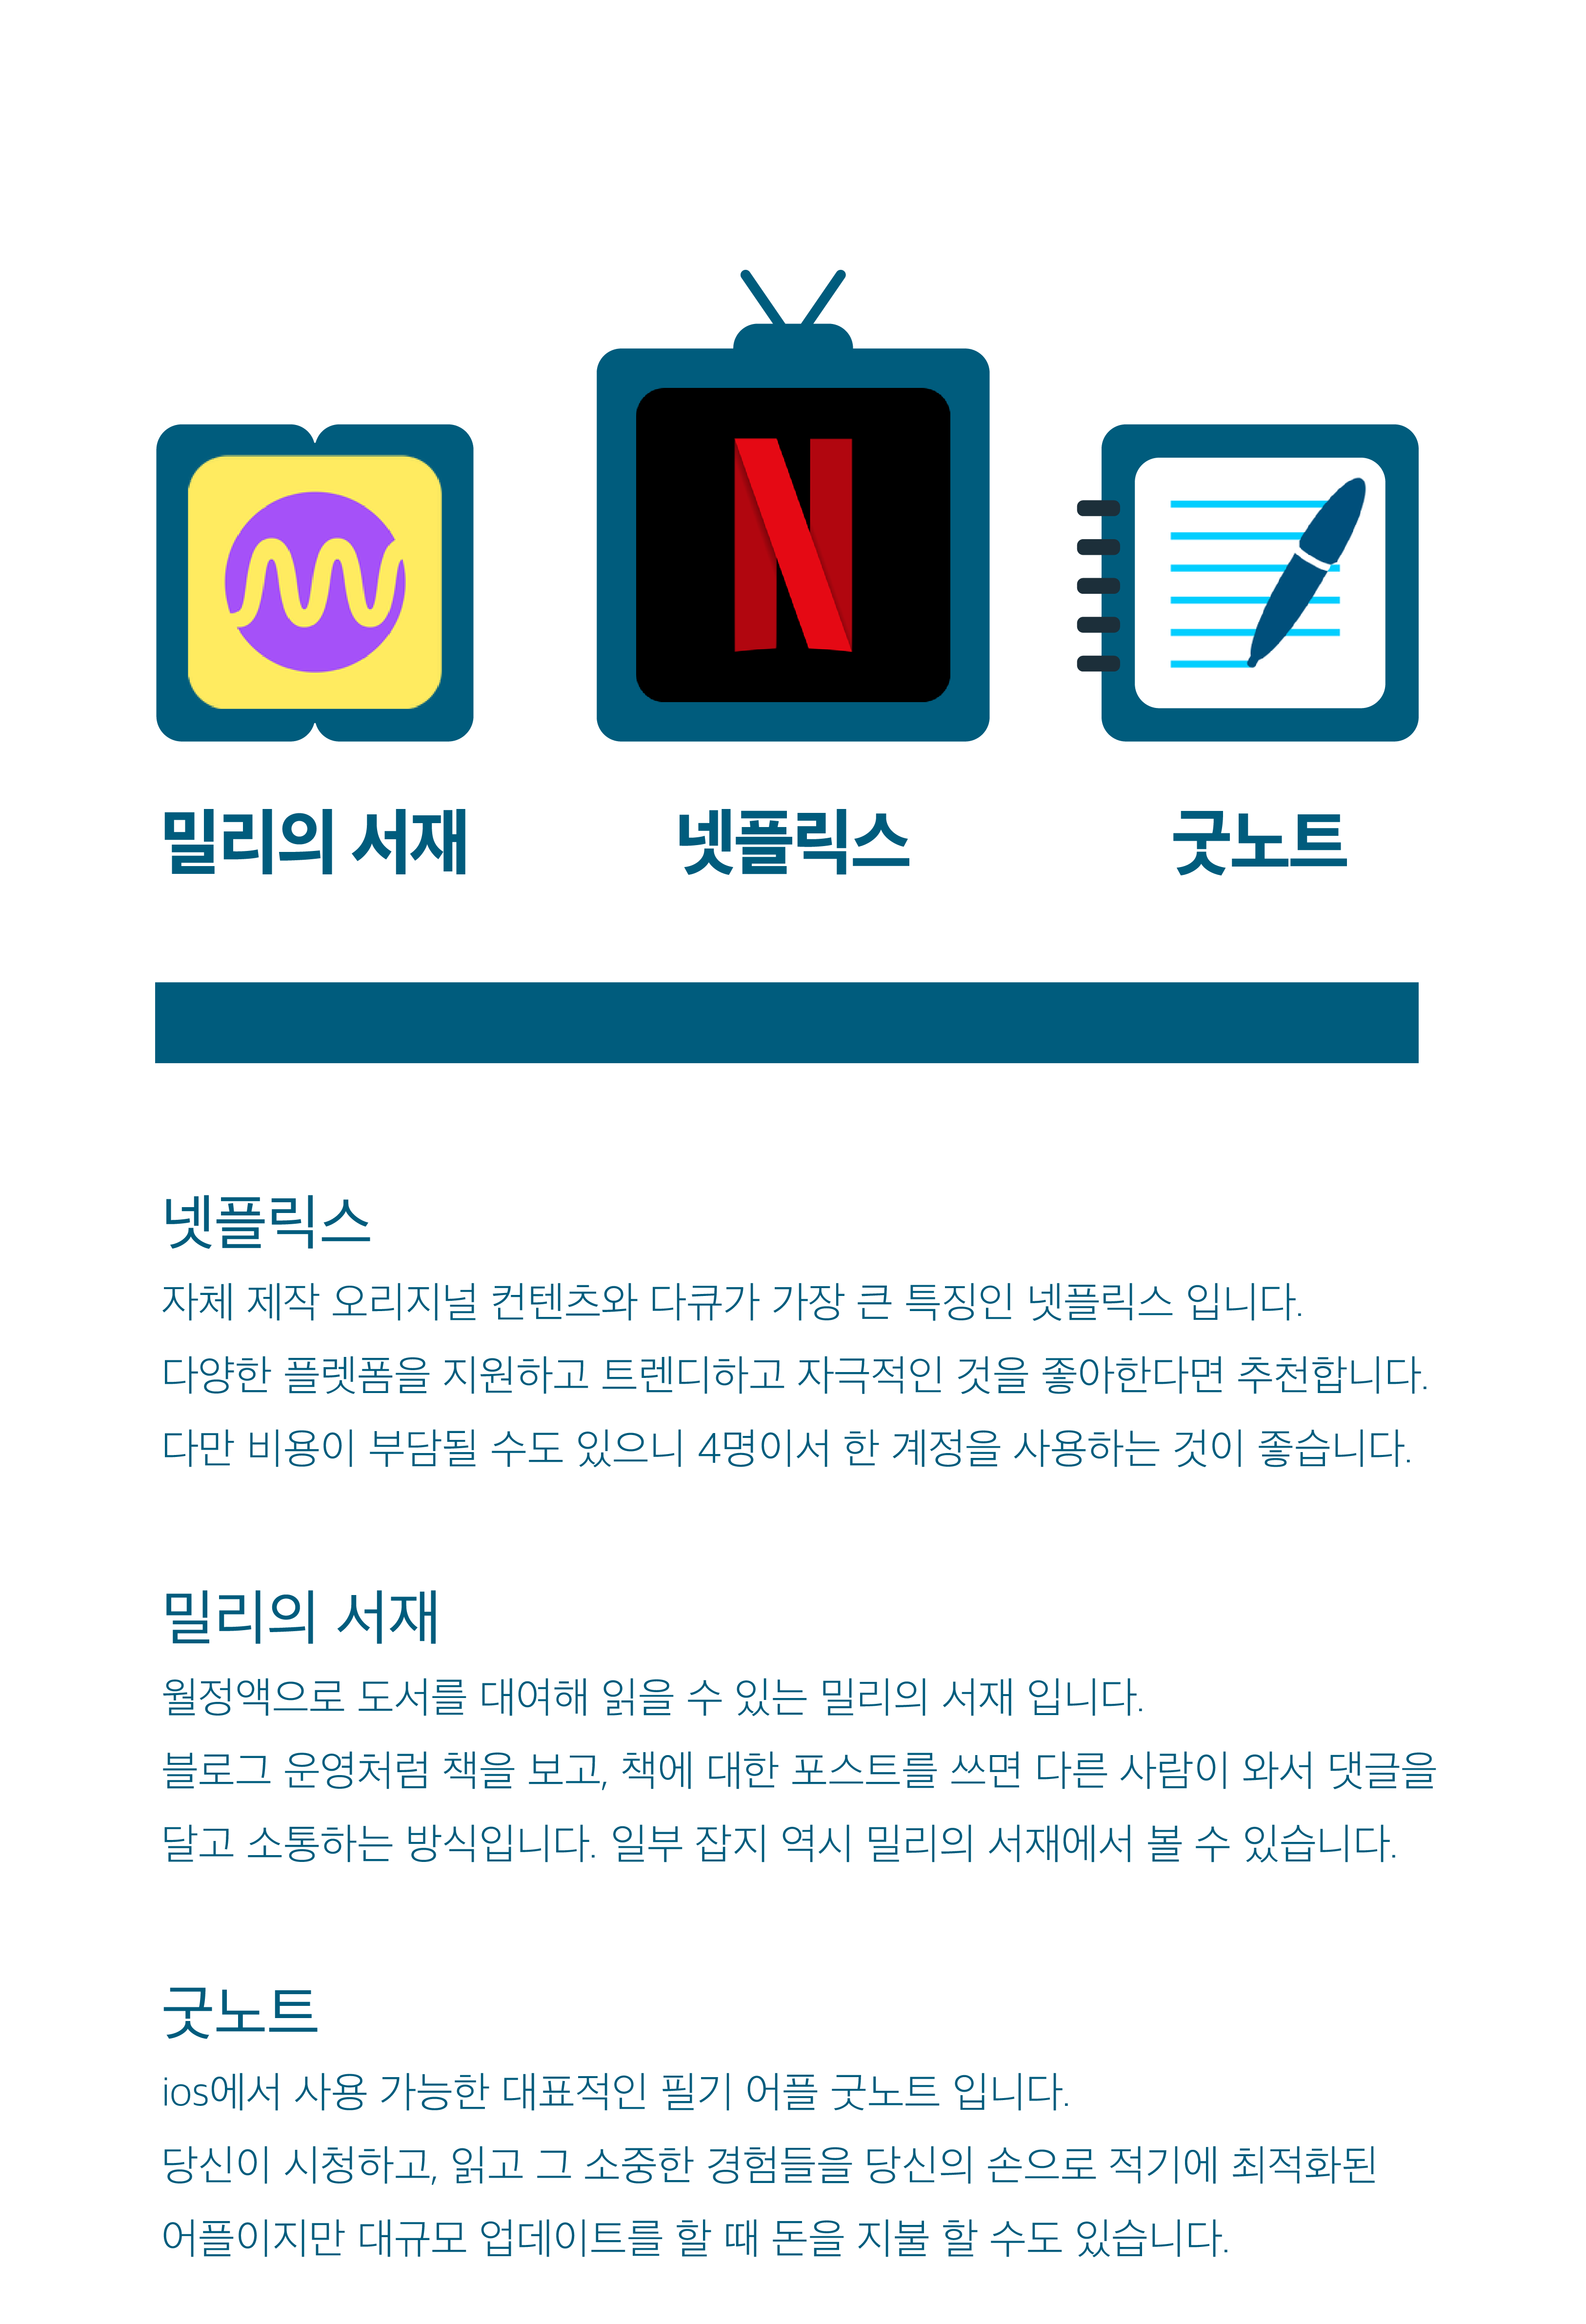 밀리의 서재
넷플릭스
굿노트
넷플릭스
자체 제작 오리지널 컨텐츠와 다큐가 가장 큰 특징인 넷플릭스 입니다.
다양한 플렛폼을 지원하고 트렌디하고 자극적인 것을 좋아한다면 추천합니다.
다만 비용이 부담될 수도 있으니 4명이서 한 계정을 사용하는 것이 좋습니다.
밀리의 서재
월정액으로 도서를 대여해 읽을 수 있는 밀리의 서재 입니다.
블로그 운영처럼 책을 보고, 책에 대한 포스트를 쓰면 다른 사람이 와서 댓글을
달고 소통하는 방식입니다. 일부 잡지 역시 밀리의 서재에서 볼 수 있습니다.
굿노트
ios에서 사용 가능한 대표적인 필기 어플 굿노트 입니다.
당신이 시청하고, 읽고 그 소중한 경험들을 당신의 손으로 적기에 최적화된
어플이지만 대규모 업데이트를 할 때 돈을 지불 할 수도 있습니다.